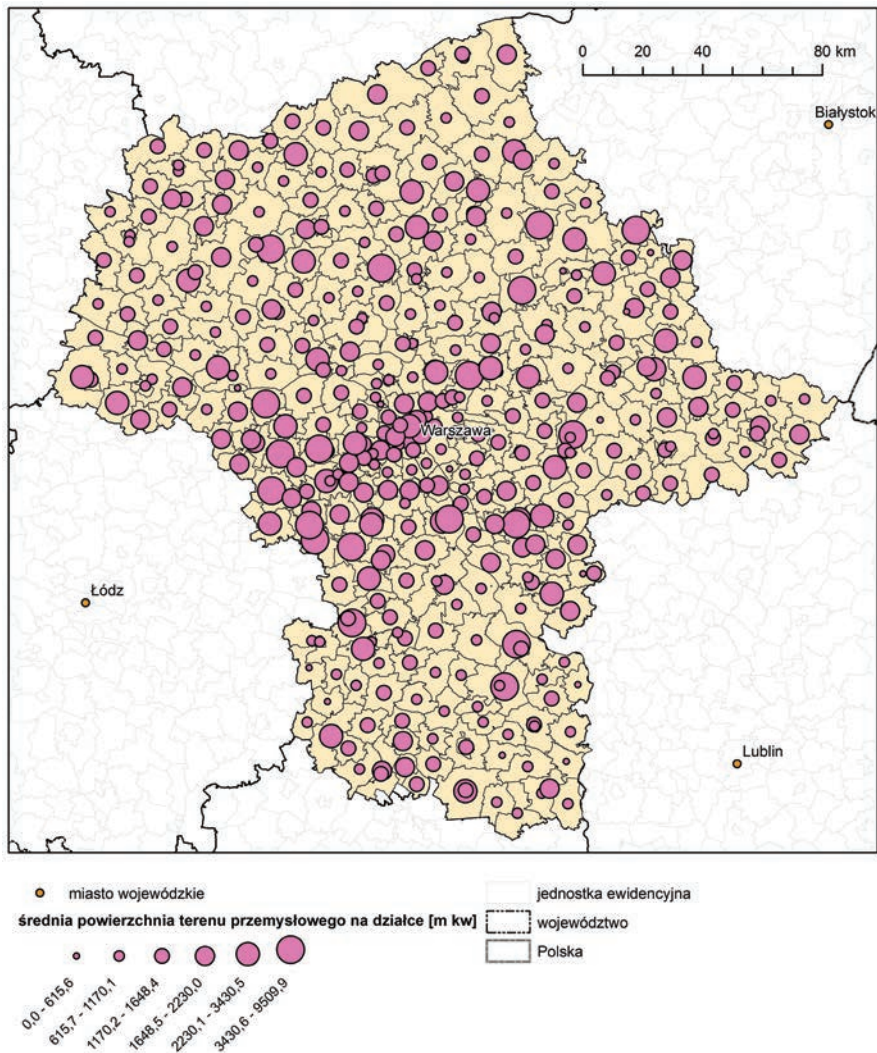 0 20 40 80 km
Białystok
Warszawa
Łódz
Lublin
miasto wojewódzkie
jednostka ewidencyjna
średnia powierzchnia terenu przemysłowego na działce [m kw]
województwo
Polska
0,0 - 615,6
615,7 - 1170,1
1170,2 - 1648,4
1648,5 - 2230,0
2230,1 - 3430,5
3430,6 - 9509,9